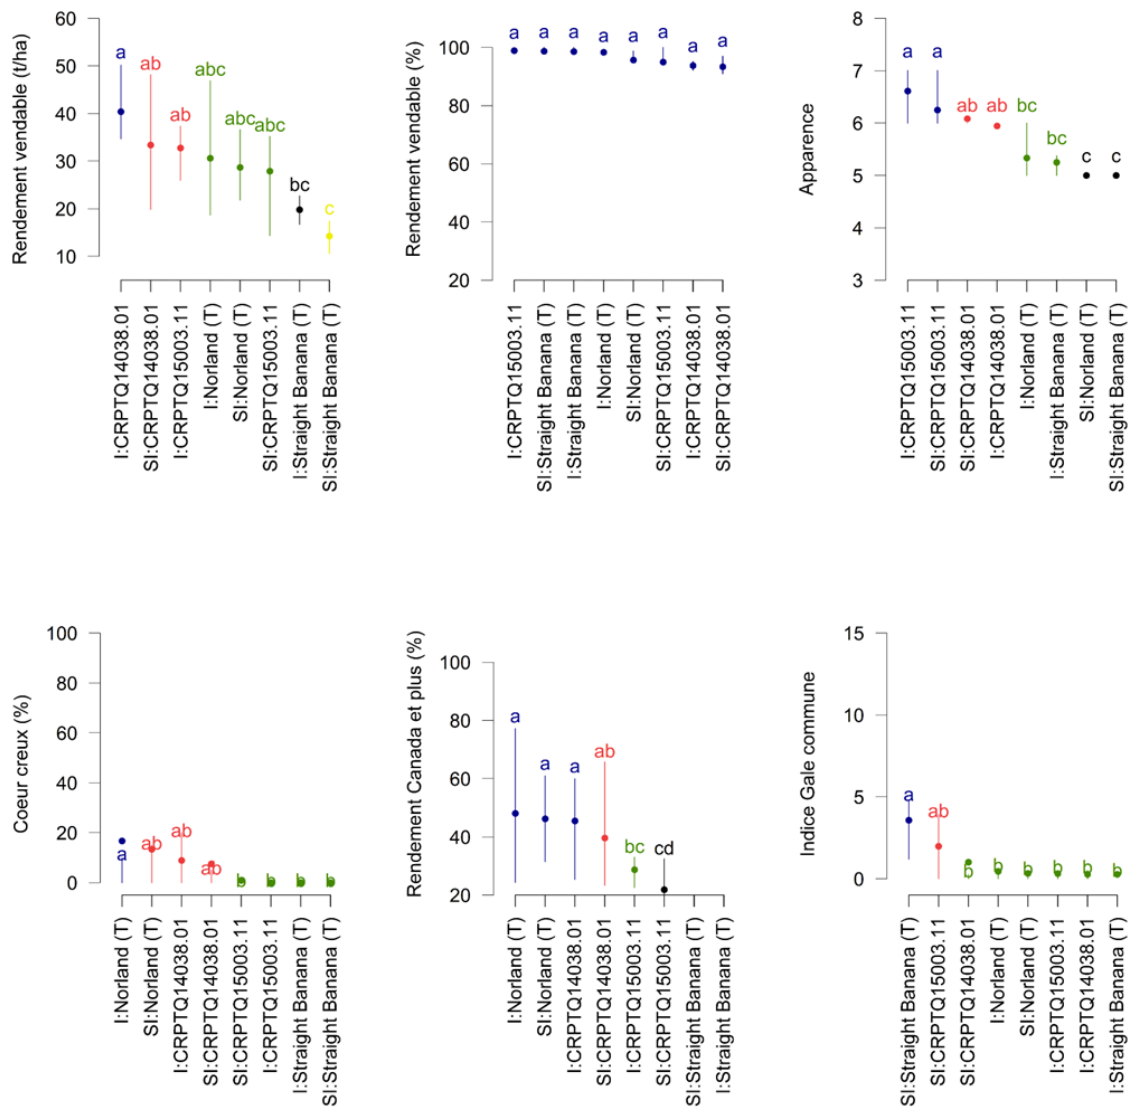 Rendement vendable (t/ha)
60
50
40
30
20
10
a
ab
ab
abc
abc
abc
bc
c
I:CRPTQ14038.01
SI:CRPTQ14038.01
I:CRPTQ15003.11
I:Norland (T)
SI:Norland (T)
SI:CRPTQ15003.11
I:Straight Banana (T)
SI:Straight Banana (T)
Rendement vendable (%)
100
80
60
40
20
a
a
a
a
a
a
a
a
I:CRPTQ15003.11
SI:Straight Banana (T)
I:Straight Banana (T)
I:Norland (T)
SI:Norland (T)
SI:CRPTQ15003.11
I:CRPTQ14038.01
SI:CRPTQ14038.01
Apparence
8
7
6
5
4
3
a
a
ab
ab
bc
bc
c
c
I:CRPTQ15003.11
SI:CRPTQ15003.11
SI:CRPTQ14038.01
I:CRPTQ14038.01
I:Norland (T)
I:Straight Banana (T)
SI:Norland (T)
SI:Straight Banana (T)
Coeur creux (%)
100
80
60
40
20
0
a
ab
ab
ab
b
b
b
b
I:Norland (T)
SI:Norland (T)
I:CRPTQ14038.01
SI:CRPTQ14038.01
SI:CRPTQ15003.11
I:CRPTQ15003.11
I:Straight Banana (T)
SI:Straight Banana (T)
Rendement Canada et plus (%)
100
80
60
40
20
a
a
a
ab
bc
cd
I:Norland (T)
SI:Norland (T)
I:CRPTQ14038.01
SI:CRPTQ14038.01
I:CRPTQ15003.11
SI:CRPTQ15003.11
SI:Straight Banana (T)
I:Straight Banana (T)
Indice Gale commune
15
10
5
0
a
ab
b
b
b
b
b
b
SI:Straight Banana (T)
SI:CRPTQ15003.11
SI:CRPTQ14038.01
I:Norland (T)
SI:Norland (T)
I:CRPTQ15003.11
I:CRPTQ14038.01
I:Straight Banana (T)